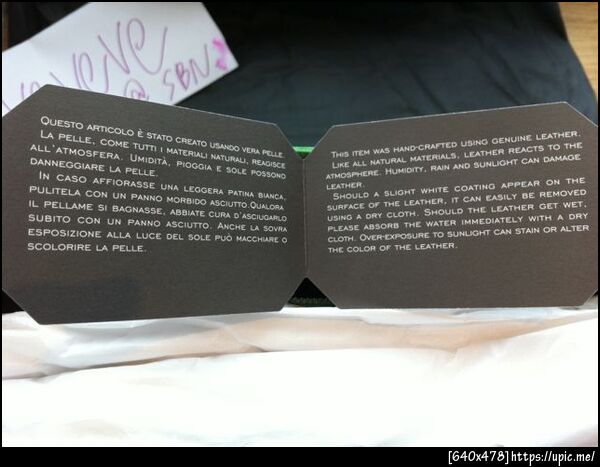 veneVE
@ SBN
QUESTO ARTICOLO È STATO CREATO USANDO VERA PELLE.
LA PELLE, COME TUTTI I MATERIALI NATURALI, REAGISCE
ALL'ATMOSFERA. UMIDITÀ, PIOGGIA E SOLE POSSONO
DANNEGGIARE LA PELLE.
IN CASO AFFIORASSE UNA LEGGERA PATINA BIANCA,
PULITELA CON UN PANNO MORBIDO ASCIUTTO.QUALORA
IL PELLAME SI BAGNASSE, ABBIATE CURA D'ASCIUGARLO
SUBITO CON UN PANNO ASCIUTTO. ANCHE LA SOVRA
ESPOSIZIONE ALLA LUCE DEL SOLE PUÒ MACCHIARE O
SCOLORIRE LA PELLE.
THIS ITEM WAS HAND-CRAFTED USING GENUINE LEATHER.
LIKE ALL NATURAL MATERIALS, LEATHER REACTS TO THE
ATMOSPHERE. HUMIDITY, RAIN AND SUNLIGHT CAN DAMAGE
LEATHER.
SHOULD A SLIGHT WHITE COATING APPEAR ON THE
SURFACE OF THE LEATHER, IT CAN EASILY BE REMOVED
USING A DRY CLOTH. SHOULD THE LEATHER GET WET,
PLEASE ABSORB THE WATER IMMEDIATELY WITH A DRY
CLOTH. OVER-EXPOSURE TO SUNLIGHT CAN STAIN OR ALTER
THE COLOR OF THE LEATHER.
[640x478]https://upic.me/